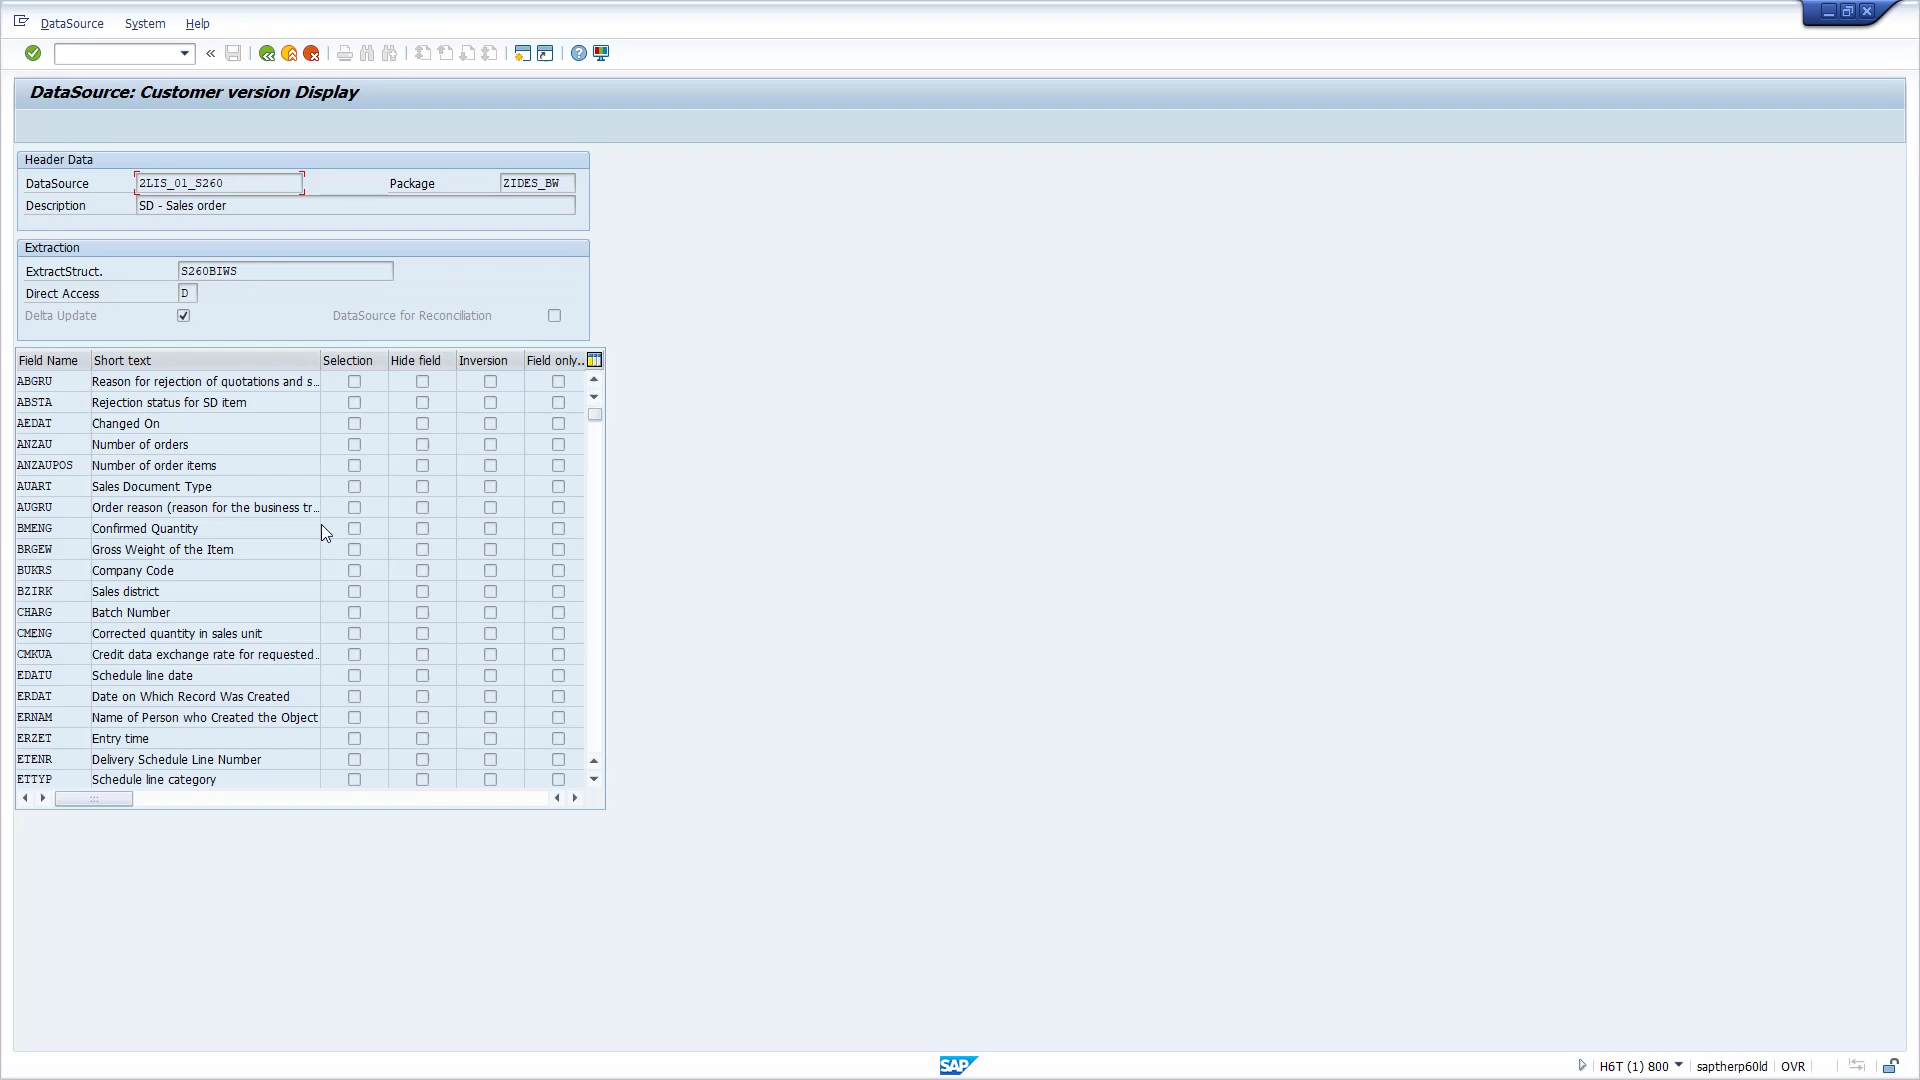 DataSource System Help
DataSource: Customer version Display
Header Data
DataSource 2LIS_01_S260 Package ZIDES_BW
Description SD - Sales order
Extraction
ExtractStruct. S260BIWS
Direct Access D
Delta Update DataSource for Reconciliation
Field Name Short text Selection Hide field Inversion Field only..
ABGRU Reason for rejection of quotations and s...
ABSTA Rejection status for SD item
AEDAT Changed On
ANZAU Number of orders
ANZAUPOS Number of order items
AUART Sales Document Type
AUGRU Order reason (reason for the business tr...
BMENG Confirmed Quantity
BRGEW Gross Weight of the Item
BUKRS Company Code
BZIRK Sales district
CHARG Batch Number
CMENG Corrected quantity in sales unit
CMKUA Credit data exchange rate for requested..
EDATU Schedule line date
ERDAT Date on Which Record Was Created
ERNAM Name of Person who Created the Object
ERZET Entry time
ETENR Delivery Schedule Line Number
ETTYP Schedule line category
SAP H6T (1) 800 saptherp60ld OVR